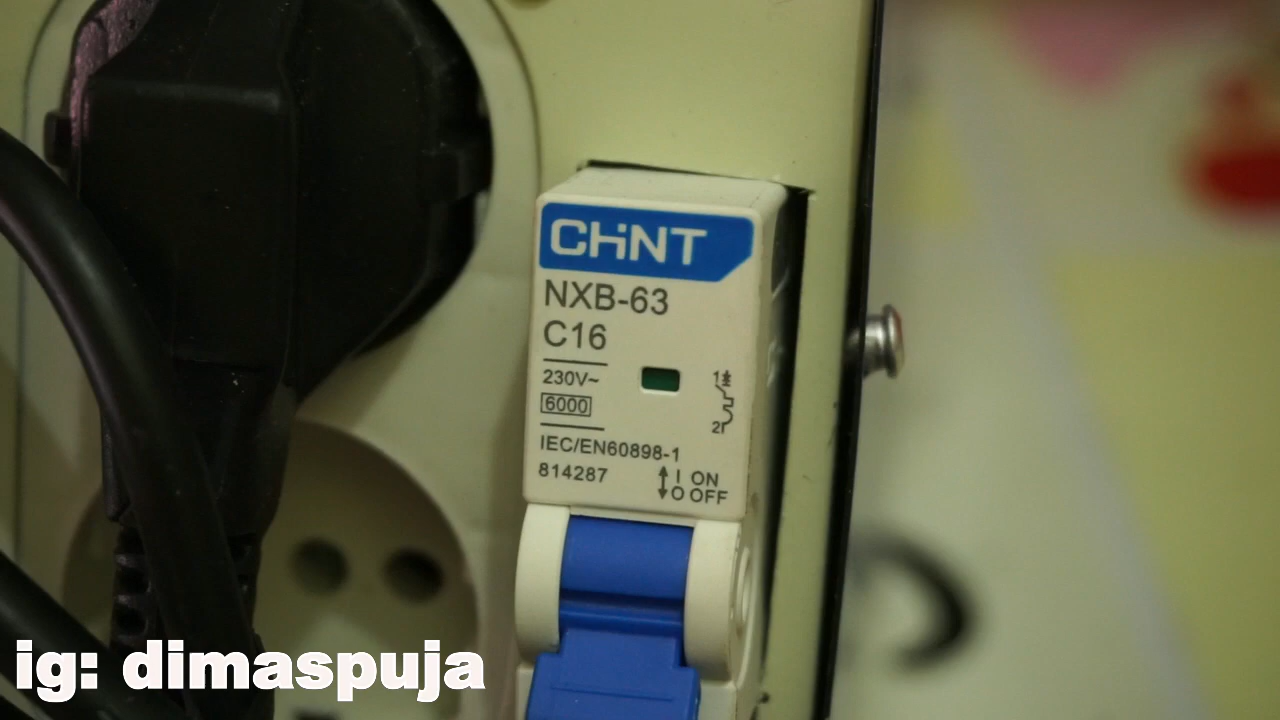 CHINT
NXB-63
C16
230V~
6000
1
2
IEC/EN60898-1
814287
I ON
O OFF
ig: dimaspuja